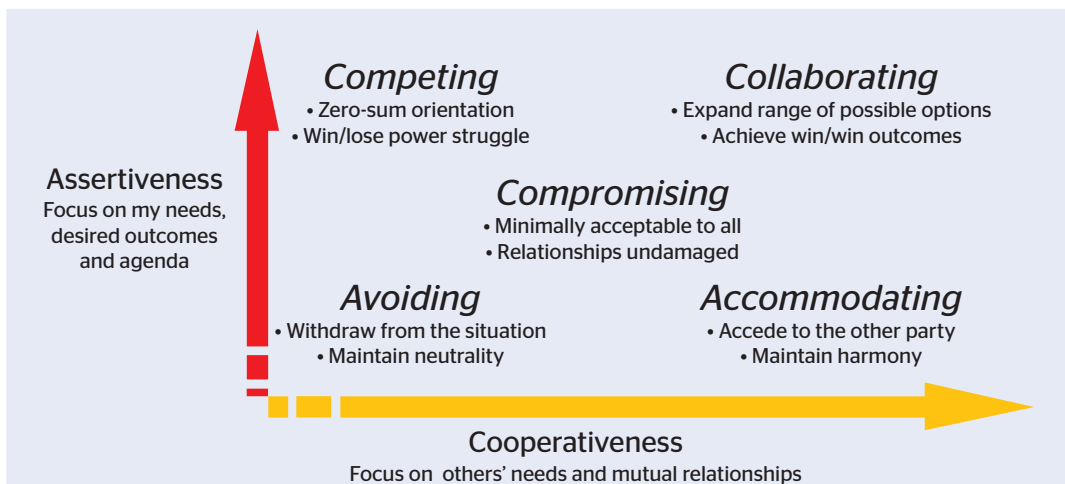 Competing
• Zero-sum orientation
• Win/lose power struggle
Collaborating
• Expand range of possible options
• Achieve win/win outcomes
Assertiveness
Focus on my needs,
desired outcomes
and agenda
Compromising
• Minimally acceptable to all
• Relationships undamaged
Avoiding
• Withdraw from the situation
• Maintain neutrality
Accommodating
• Accede to the other party
• Maintain harmony
Cooperativeness
Focus on others’ needs and mutual relationships